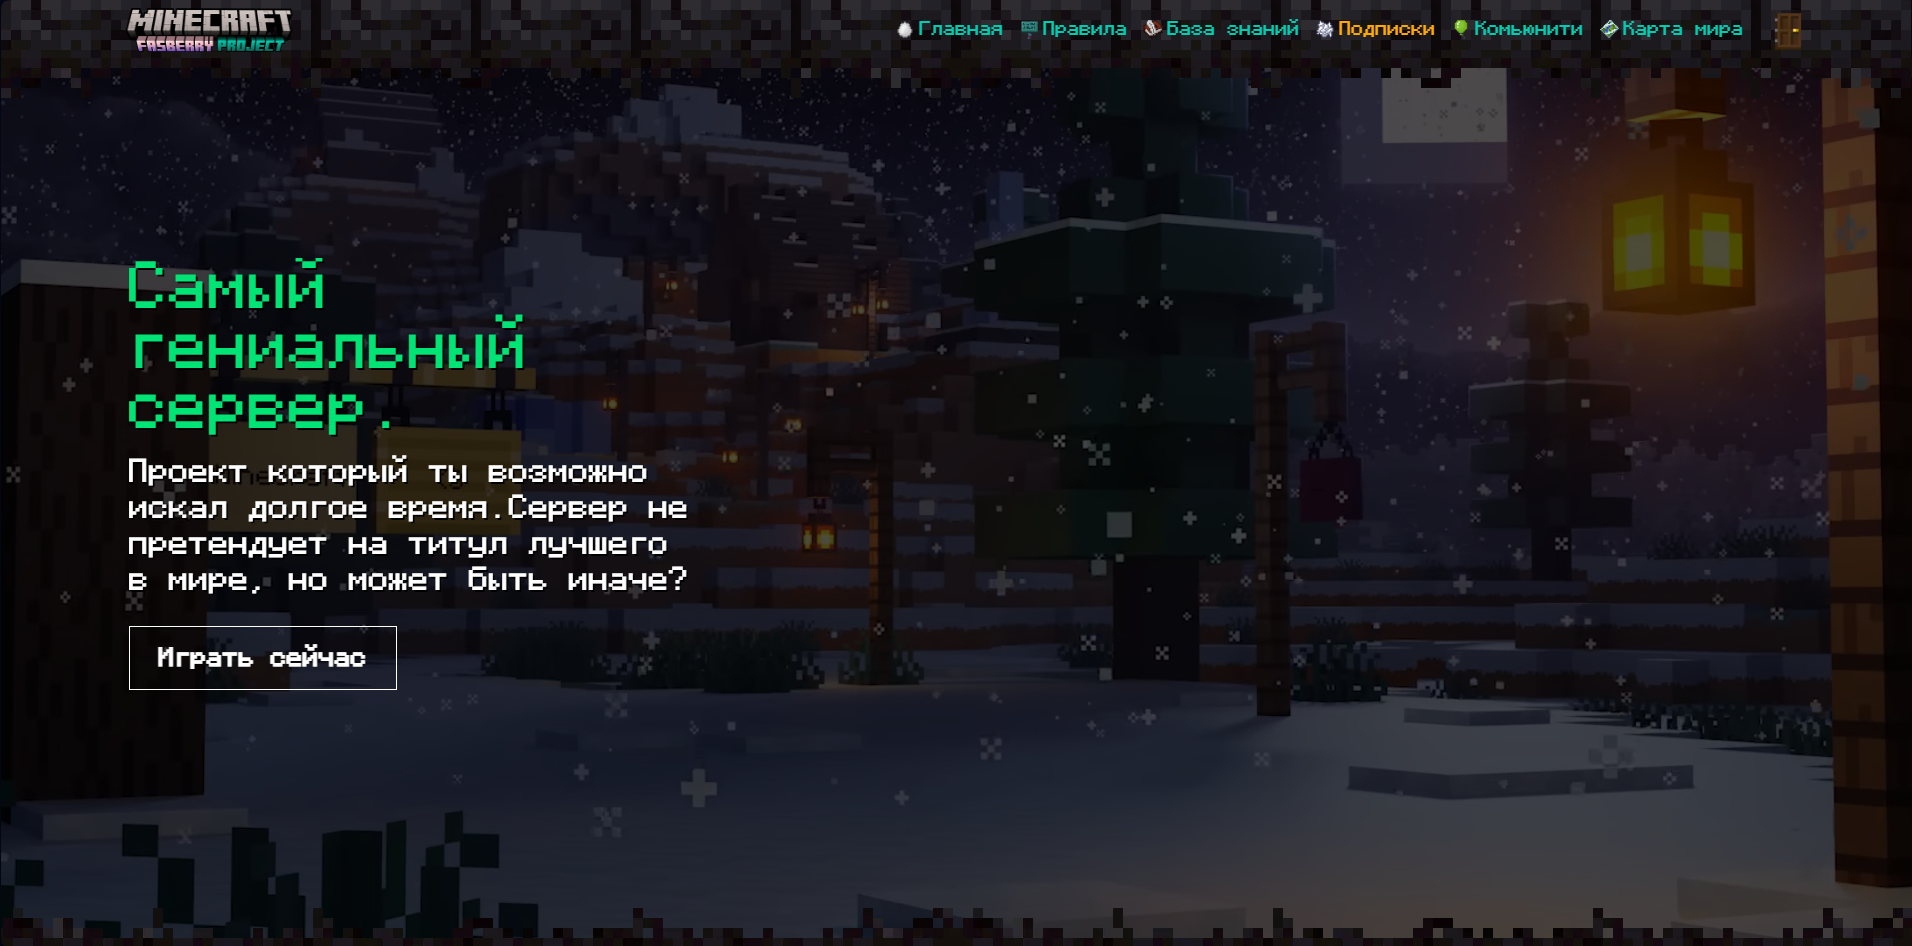 MINECRAFT
FASBERRY PROJECT
Главная Правила База знаний Подписки Комьюнити Карта мира
Самый
гениальный
сервер.
Проект который ты возможно
искал долгое время.Сервер не
претендует на титул лучшего
в мире, но может быть иначе?
Играть сейчас